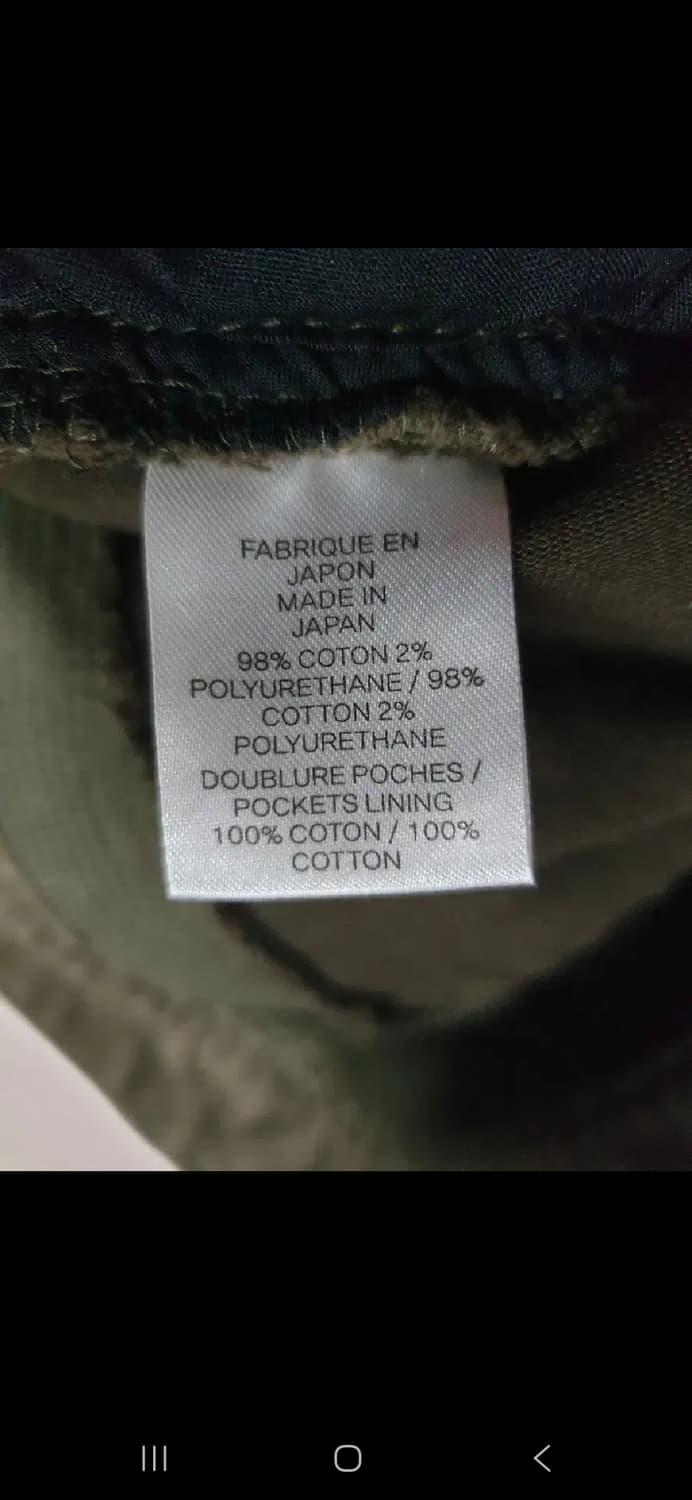 FABRIQUE EN
JAPON
MADE IN
JAPAN
98% COTON 2%
POLYURETHANE / 98%
COTTON 2%
POLYURETHANE
DOUBLURE POCHES /
POCKETS LINING
100% COTON / 100%
COTTON